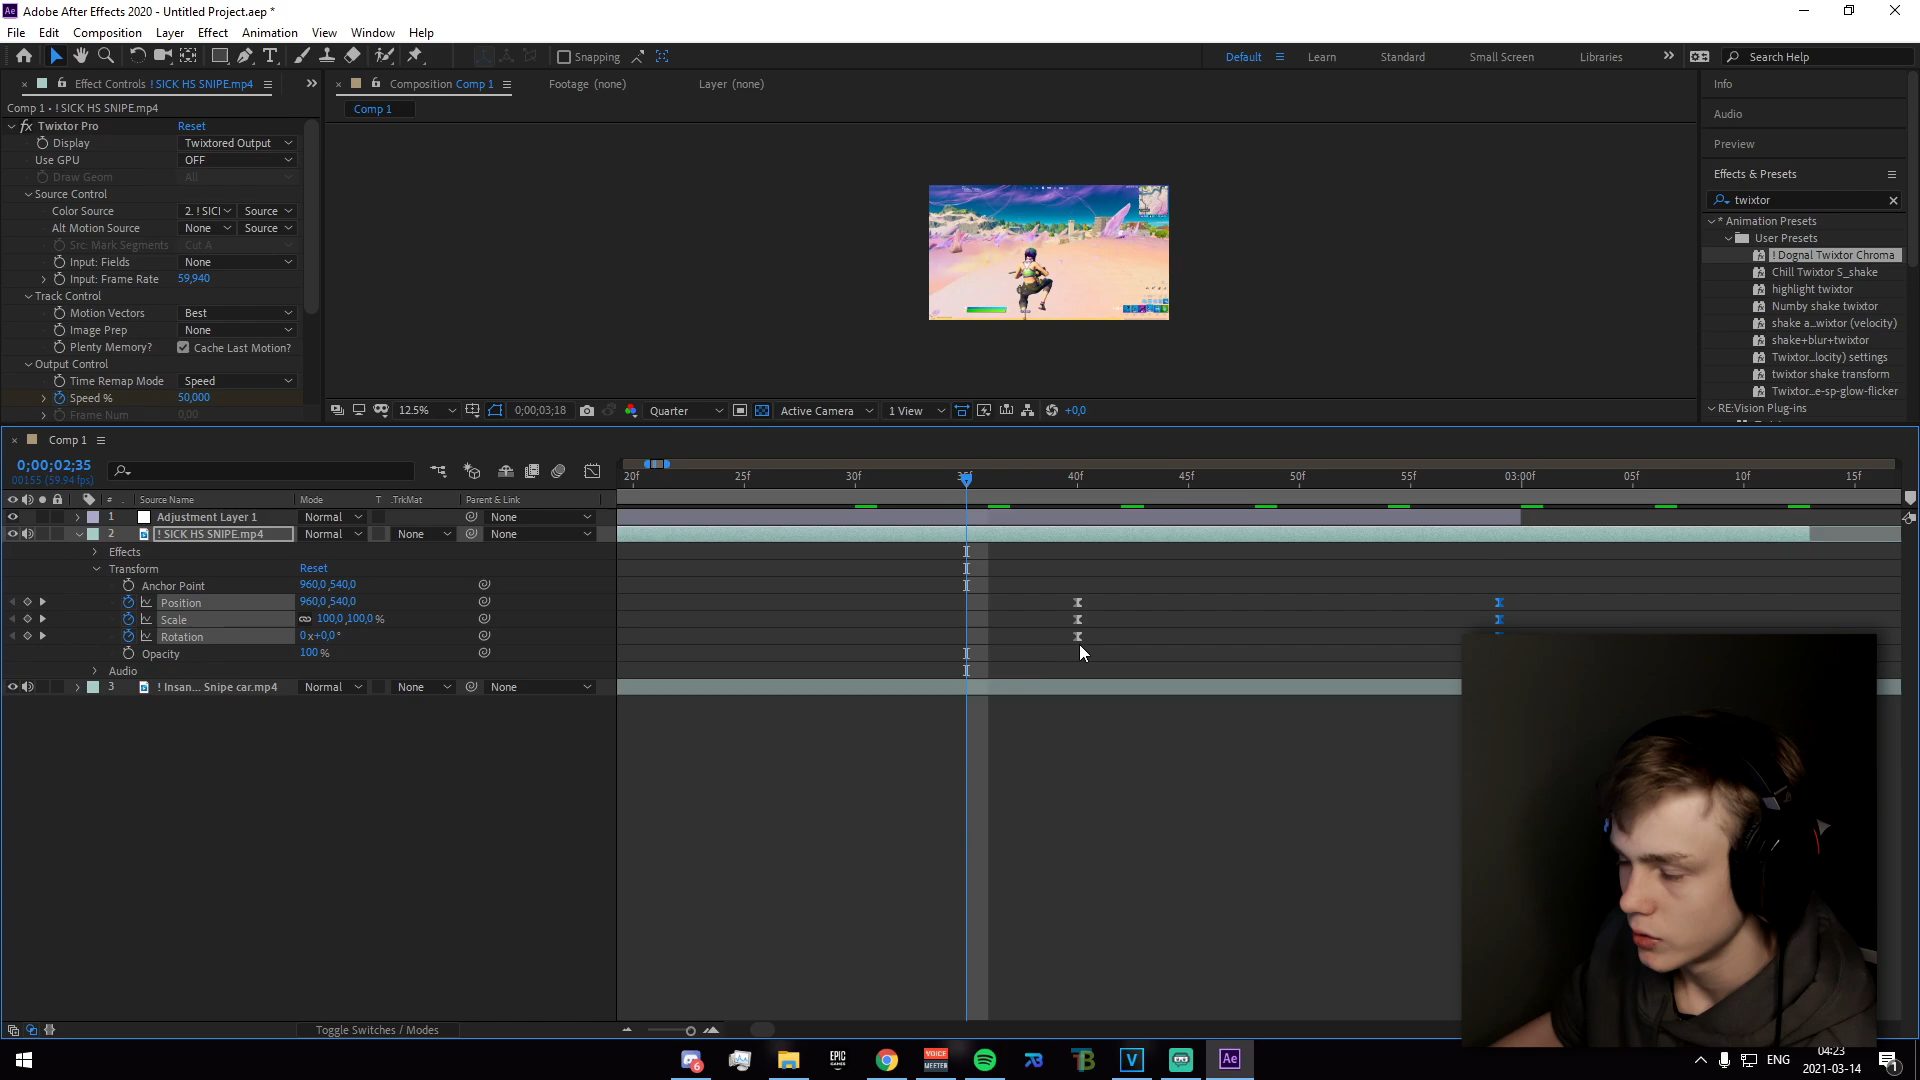 Adobe After Effects 2020 - Untitled Project.aep *
File Edit Composition Layer Effect Animation View Window Help
Snapping
Default Learn Standard Small Screen Libraries Search Help
Effect Controls ! SICK HS SNIPE.mp4
Composition Comp 1
Footage (none)
Layer (none)
Info
Comp 1 • ! SICK HS SNIPE.mp4
Comp 1
Audio
Twixtor Pro Reset
Display Twixtored Output
Preview
Use GPU OFF
Draw Geom All
Effects & Presets
Source Control
twixtor
Color Source 2. ! SICI Source
Alt Motion Source None Source
* Animation Presets
Src: Mark Segments Cut A
User Presets
Input: Fields None
! Dognal Twixtor Chroma
Input: Frame Rate 59,940
Chill Twixtor S_shake
Track Control
highlight twixtor
Motion Vectors Best
Numby shake twixtor
Image Prep None
shake a...wixtor (velocity)
Plenty Memory? Cache Last Motion?
shake+blur+twixtor
Output Control
Twixtor...locity) settings
Time Remap Mode Speed
twixtor shake transform
Speed % 50,000
Twixtor...e-sp-glow-flicker
Frame Num 0,00
RE:Vision Plug-ins
12.5% 0;00;03;18 Quarter Active Camera 1 View +0,0
Comp 1
0;00;02;35
00155 (59.94 fps)
20f 25f 30f 40f 45f 50f 55f 03:00f 05f 10f 15f
# Source Name Mode T .TrkMat Parent & Link
1 Adjustment Layer 1 Normal None
2 ! SICK HS SNIPE.mp4 Normal None None
Effects
Transform Reset
Anchor Point 960,0 ,540,0
Position 960,0 ,540,0
Scale 100,0 ,100,0 %
Rotation 0 x+0,0 °
Opacity 100 %
Audio
3 ! Insan... Snipe car.mp4 Normal None None
Toggle Switches / Modes
6
EPIC GAMES
VOICE MEETER
V
Ae
ENG
04:23
2021-03-14
1